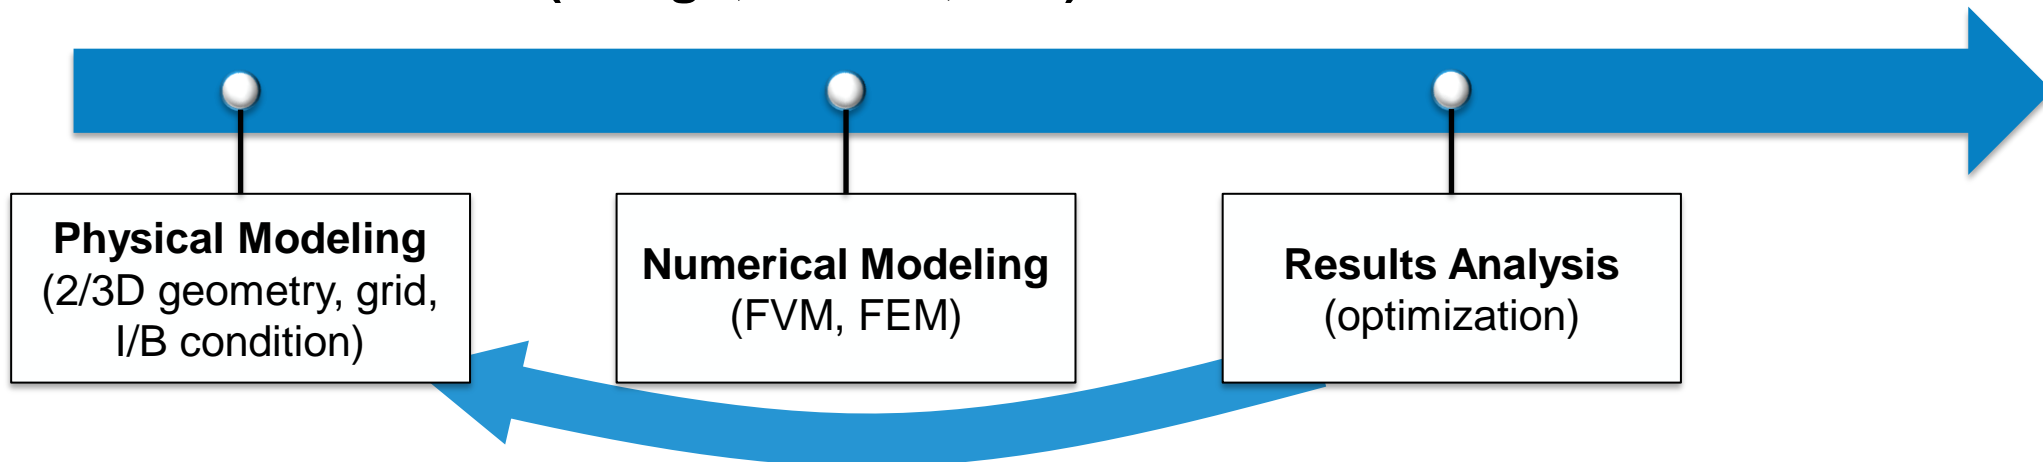 Physical Modeling
(2/3D geometry, grid,
I/B condition)
Numerical Modeling
(FVM, FEM)
Results Analysis
(optimization)